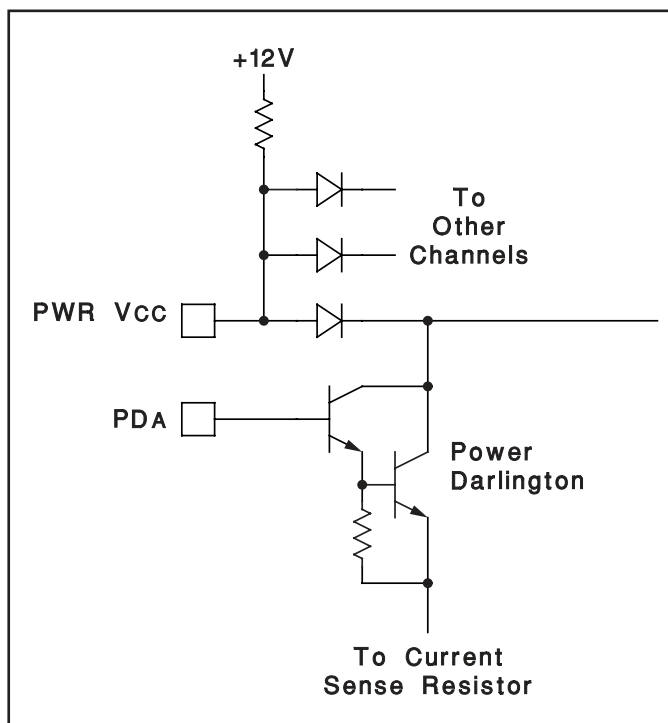 +12V
To
Other
Channels
PWR VCC
PDA
Power
Darlington
To Current
Sense Resistor